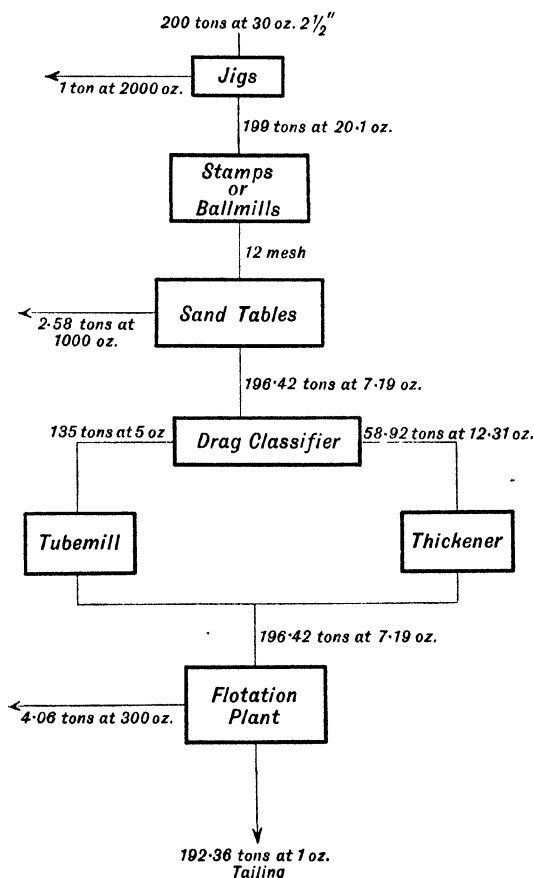 200 tons at 30 oz. 2½"
Jigs
1 ton at 2000 oz.
199 tons at 20·1 oz.
Stamps
or
Ballmills
12 mesh
Sand Tables
2·58 tons at
1000 oz.
196·42 tons at 7·19 oz.
135 tons at 5 oz
Drag Classifier
58·92 tons at 12·31 oz.
Tubemill
Thickener
196·42 tons at 7·19 oz.
Flotation
Plant
4·06 tons at 300 oz.
192·36 tons at 1 oz.
Tailing